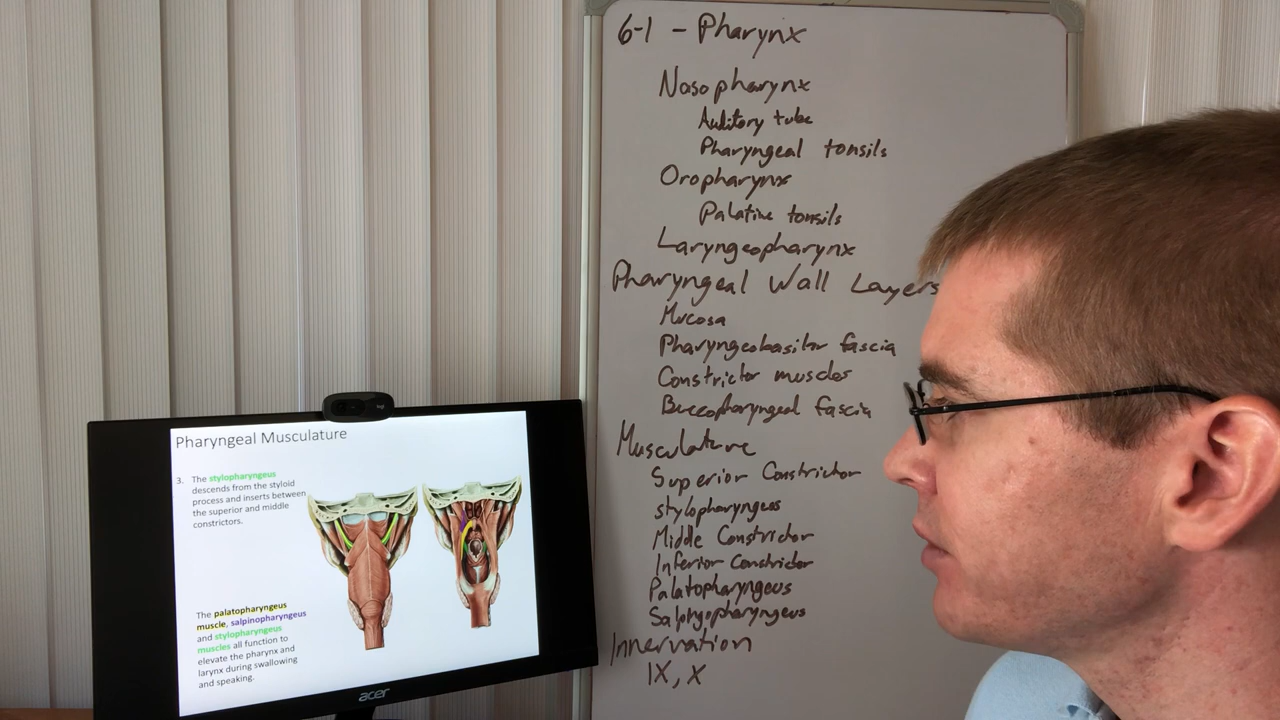 6-1 - Pharynx
Nasopharynx
Auditory tube
Pharyngeal tonsils
Oropharynx
Palatine tonsils
Laryngeopharynx
Pharyngeal Wall Layers
Mucosa
Pharyngeobasilar fascia
Constrictor muscles
Buccopharyngeal fascia
Musculature
Superior Constrictor
stylopharyngeus
Middle Constrictor
Inferior Constrictor
Palatopharyngeus
Salpingopharyngeus
Innervation
IX, X
Pharyngeal Musculature
3. The stylopharyngeus
descends from the styloid
process and inserts between
the superior and middle
constrictors.
The palatopharyngeus
muscle, salpinopharyngeus
and stylopharyngeus
muscles all function to
elevate the pharynx and
larynx during swallowing
and speaking.
acer